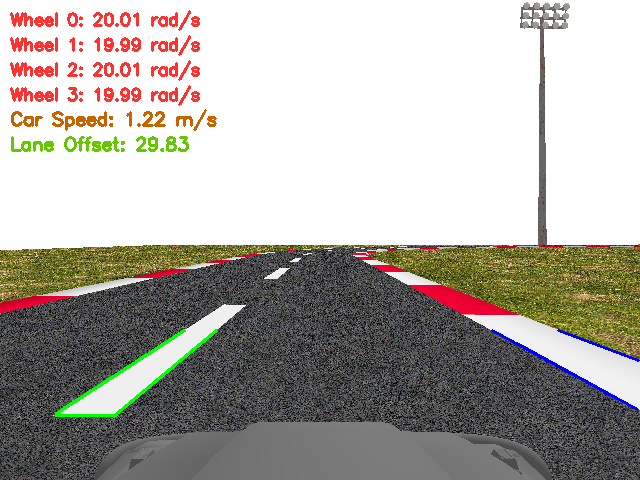 Wheel 0: 20.01 rad/s
Wheel 1: 19.99 rad/s
Wheel 2: 20.01 rad/s
Wheel 3: 19.99 rad/s
Car Speed: 1.22 m/s
Lane Offset: 29.83